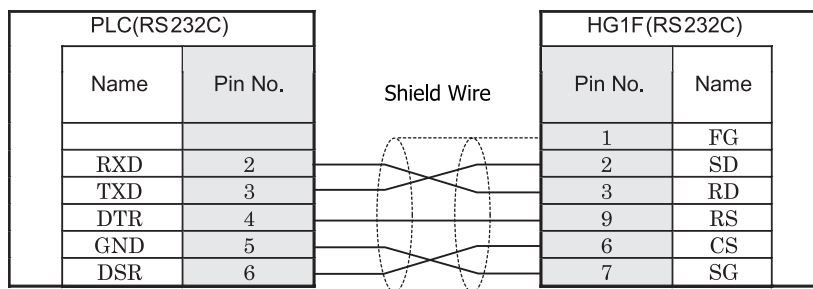 PLC(RS232C) HG1F(RS232C)
Name Pin No. Shield Wire Pin No. Name
1 FG
RXD 2 2 SD
TXD 3 3 RD
DTR 4 9 RS
GND 5 6 CS
DSR 6 7 SG